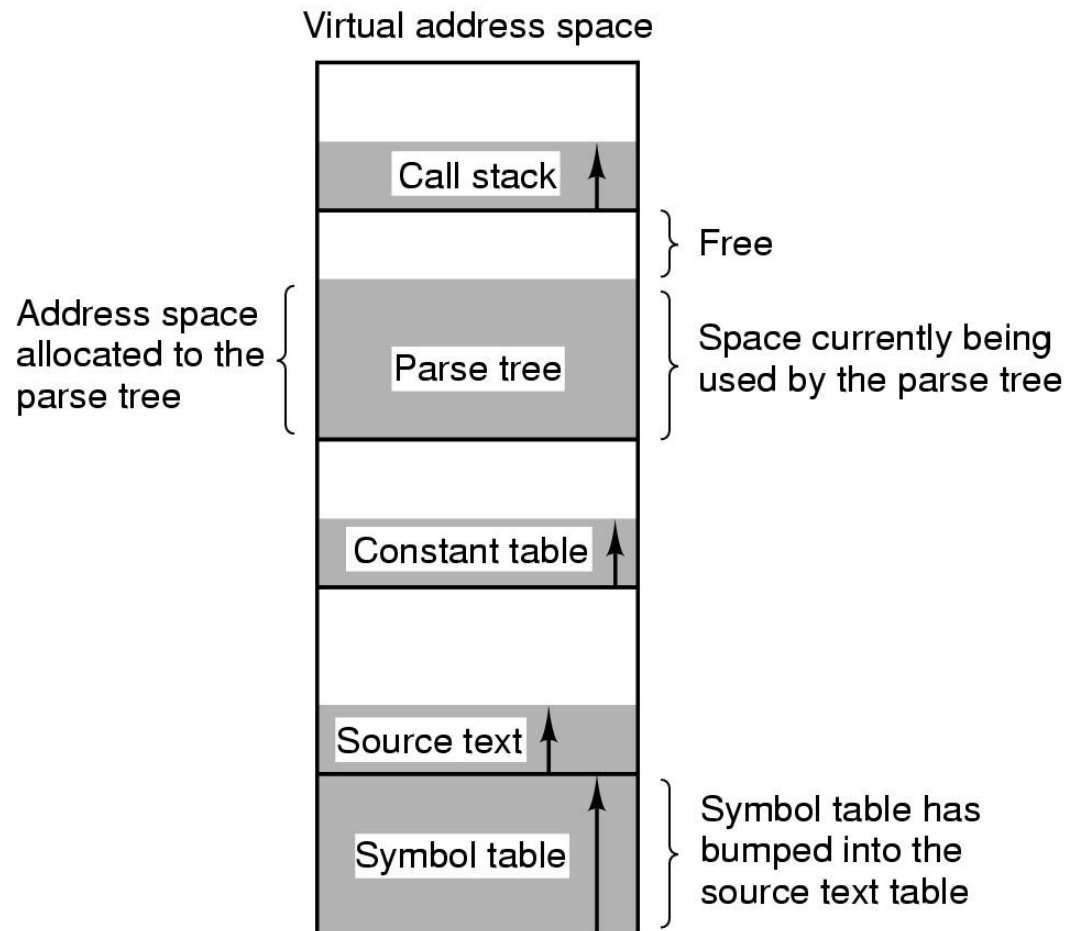 Virtual address space
Call stack
Free
Address space
allocated to the
parse tree
Parse tree
Space currently being
used by the parse tree
Constant table
Source text
Symbol table
Symbol table has
bumped into the
source text table